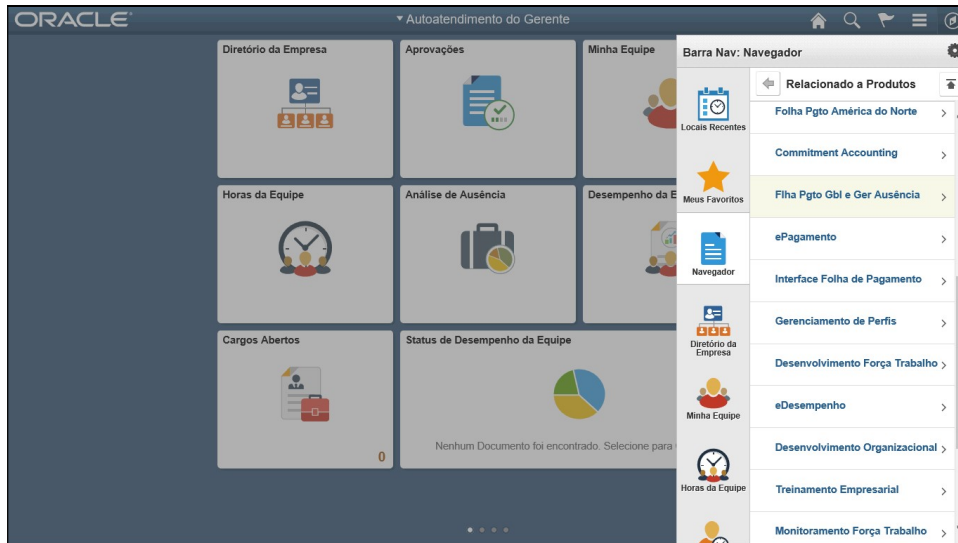 ORACLE
Autoatendimento do Gerente
Diretório da Empresa
Aprovações
Minha Equipe
Horas da Equipe
Análise de Ausência
Desempenho da E
Cargos Abertos
0
Status de Desempenho da Equipe
Nenhum Documento foi encontrado. Selecione para
Barra Nav: Navegador
Locais Recentes
Meus Favoritos
Navegador
Diretório da
Empresa
Minha Equipe
Horas da Equipe
Relacionado a Produtos
Folha Pgto América do Norte
Commitment Accounting
Flha Pgto Gbl e Ger Ausência
ePagamento
Interface Folha de Pagamento
Gerenciamento de Perfis
Desenvolvimento Força Trabalho
eDesempenho
Desenvolvimento Organizacional
Treinamento Empresarial
Monitoramento Força Trabalho